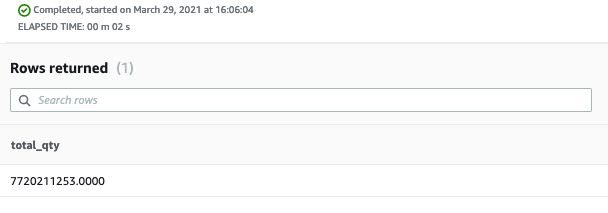 Completed, started on March 29, 2021 at 16:06:04
ELAPSED TIME: 00 m 02 s
Rows returned (1)
Search rows
total_qty
7720211253.0000